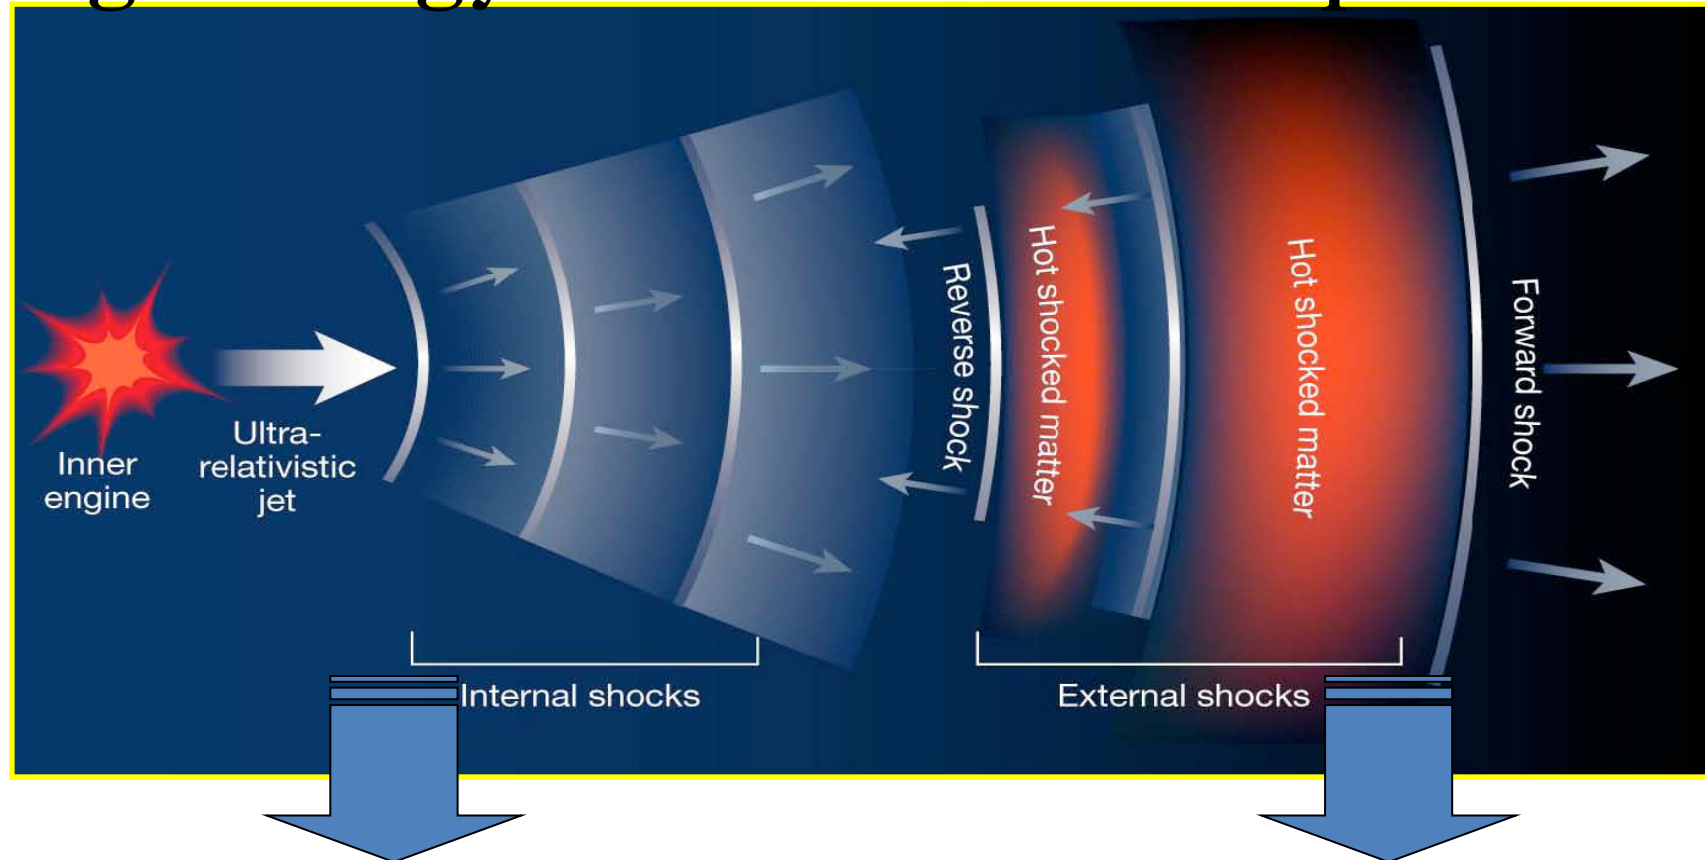 Inner
engine
Ultra-
relativistic
jet
Internal shocks
Reverse shock
Hot shocked matter
Hot shocked matter
External shocks
Forward shock